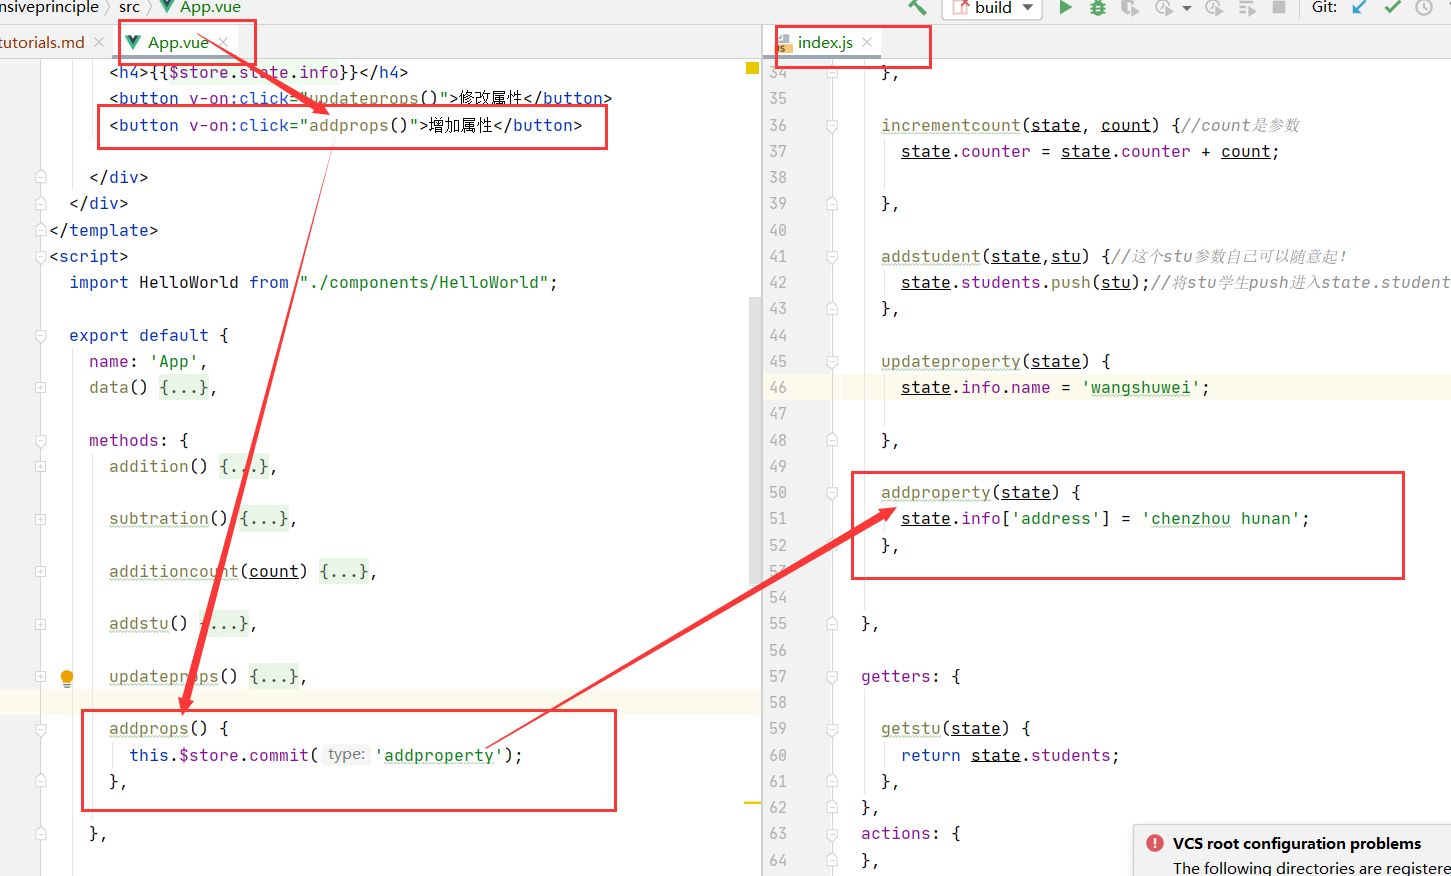 nsiveprinciple > src > App.vue
build
Git:
tutorials.md
App.vue
<h4>{{$store.state.info}}</h4>
<button v-on:click="updateprops()">修改属性</button>
<button v-on:click="addprops()">增加属性</button>
</div>
</div>
</template>
<script>
import HelloWorld from "./components/HelloWorld";
export default {
name: 'App',
data() {...},
methods: {
addition() {...},
subtration() {...},
additioncount(count) {...},
addstu() {...},
updateprops() {...},
addprops() {
this.$store.commit( type: 'addproperty');
},
},
index.js
34 },
35
36 incrementcount(state, count) {//count是参数
37 state.counter = state.counter + count;
38
39 },
40
41 addstudent(state,stu) {//这个stu参数自己可以随意起！
42 state.students.push(stu);//将stu学生push进入state.student
43 },
44
45 updateproperty(state) {
46 state.info.name = 'wangshuwei';
47
48 },
49
50 addproperty(state) {
51 state.info['address'] = 'chenzhou hunan';
52 },
53
54
55 },
56
57 getters: {
58
59 getstu(state) {
60 return state.students;
61 },
62 },
63 actions: {
64 },
VCS root configuration problems
The following directories are registere